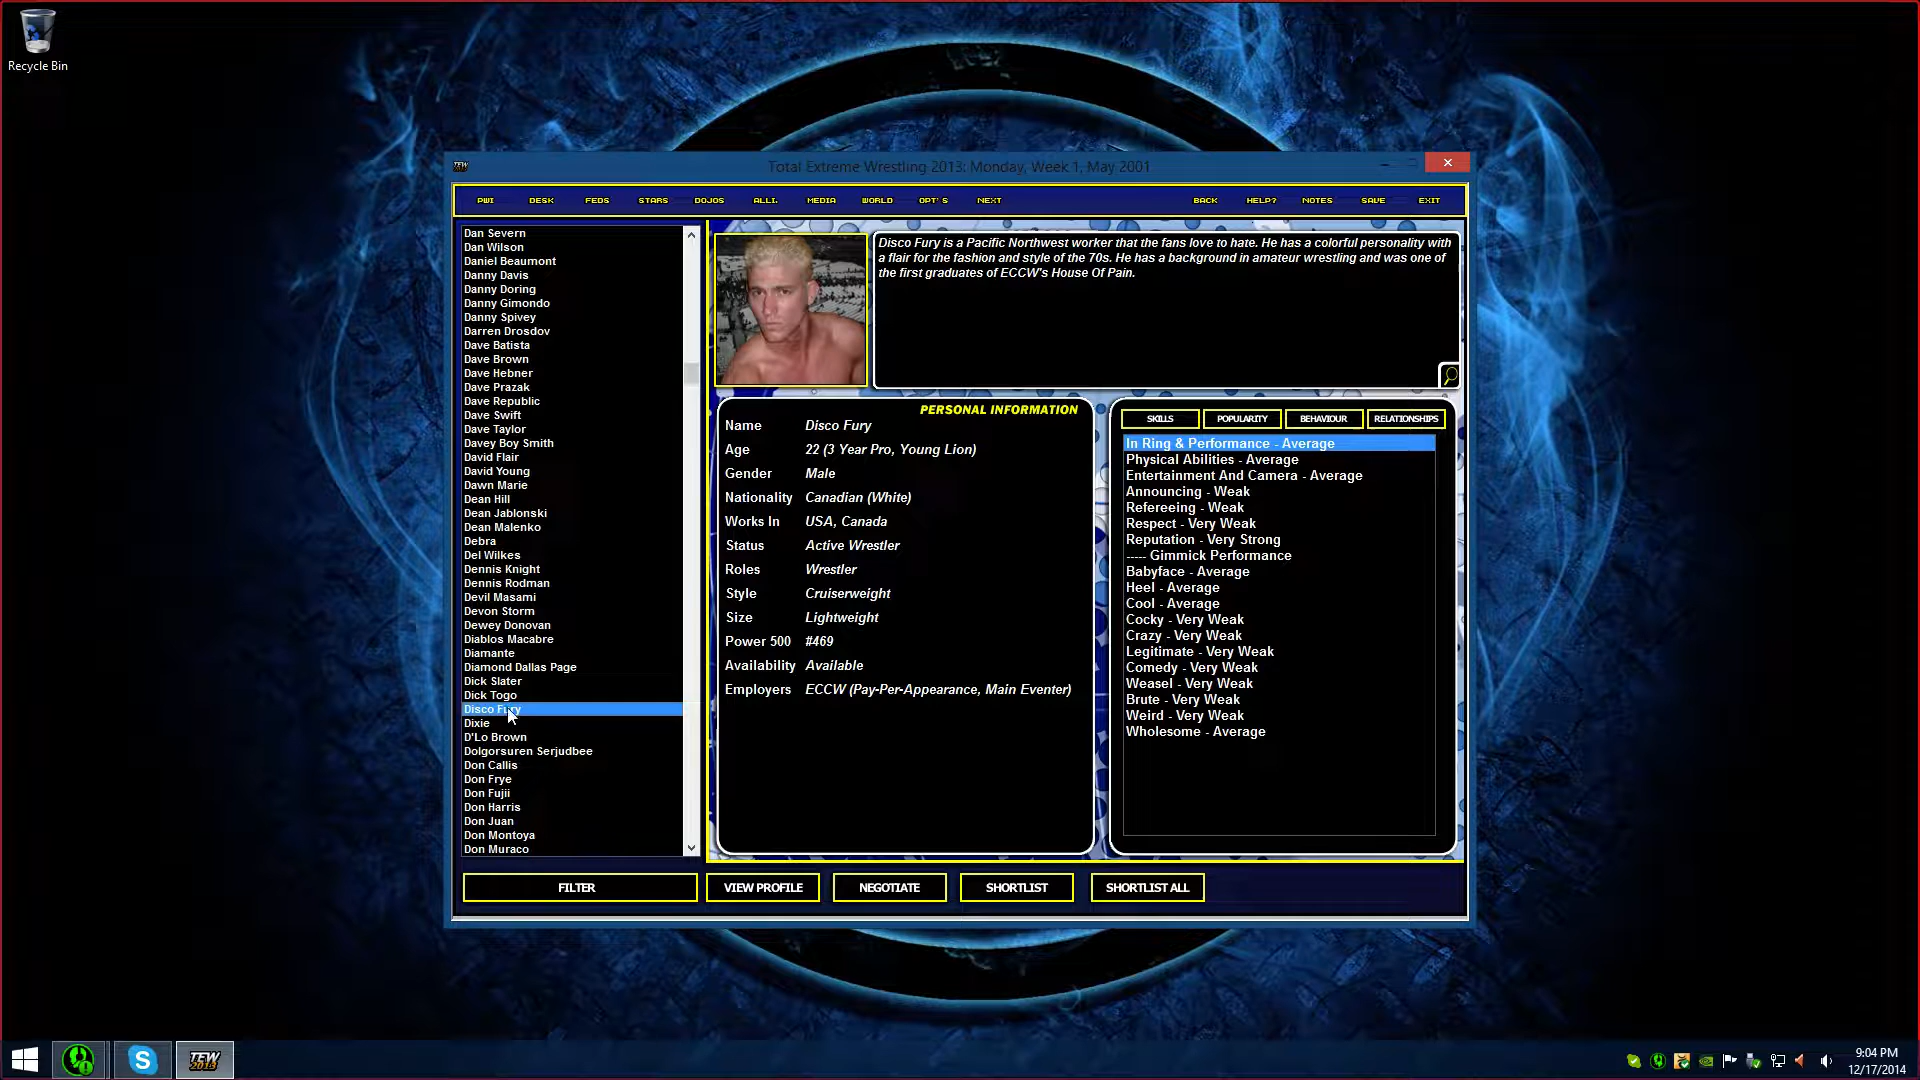 Recycle Bin
TEW
Total Extreme Wrestling 2013: Monday, Week 1, May 2001
PWI DESK FEDS STARS DOJOS ALLI. MEDIA WORLD OPT'S NEXT BACK HELP? NOTES SAVE EXIT
Dan Severn
Dan Wilson
Daniel Beaumont
Danny Davis
Danny Doring
Danny Gimondo
Danny Spivey
Darren Drosdov
Dave Batista
Dave Brown
Dave Hebner
Dave Prazak
Dave Republic
Dave Swift
Dave Taylor
Davey Boy Smith
David Flair
David Young
Dawn Marie
Dean Hill
Dean Jablonski
Dean Malenko
Debra
Del Wilkes
Dennis Knight
Dennis Rodman
Devil Masami
Devon Storm
Dewey Donovan
Diablos Macabre
Diamante
Diamond Dallas Page
Dick Slater
Dick Togo
Disco Fury
Dixie
D'Lo Brown
Dolgorsuren Serjudbee
Don Callis
Don Frye
Don Fujii
Don Harris
Don Juan
Don Montoya
Don Muraco
Disco Fury is a Pacific Northwest worker that the fans love to hate. He has a colorful personality with
a flair for the fashion and style of the 70s. He has a background in amateur wrestling and was one of
the first graduates of ECCW's House Of Pain.
PERSONAL INFORMATION
Name Disco Fury
Age 22 (3 Year Pro, Young Lion)
Gender Male
Nationality Canadian (White)
Works In USA, Canada
Status Active Wrestler
Roles Wrestler
Style Cruiserweight
Size Lightweight
Power 500 #469
Availability Available
Employers ECCW (Pay-Per-Appearance, Main Eventer)
SKILLS POPULARITY BEHAVIOUR RELATIONSHIPS
In Ring & Performance - Average
Physical Abilities - Average
Entertainment And Camera - Average
Announcing - Weak
Refereeing - Weak
Respect - Very Weak
Reputation - Very Strong
----- Gimmick Performance
Babyface - Average
Heel - Average
Cool - Average
Cocky - Very Weak
Crazy - Very Weak
Legitimate - Very Weak
Comedy - Very Weak
Weasel - Very Weak
Brute - Very Weak
Weird - Very Weak
Wholesome - Average
FILTER VIEW PROFILE NEGOTIATE SHORTLIST SHORTLIST ALL
TEW
2013
9:04 PM
12/17/2014